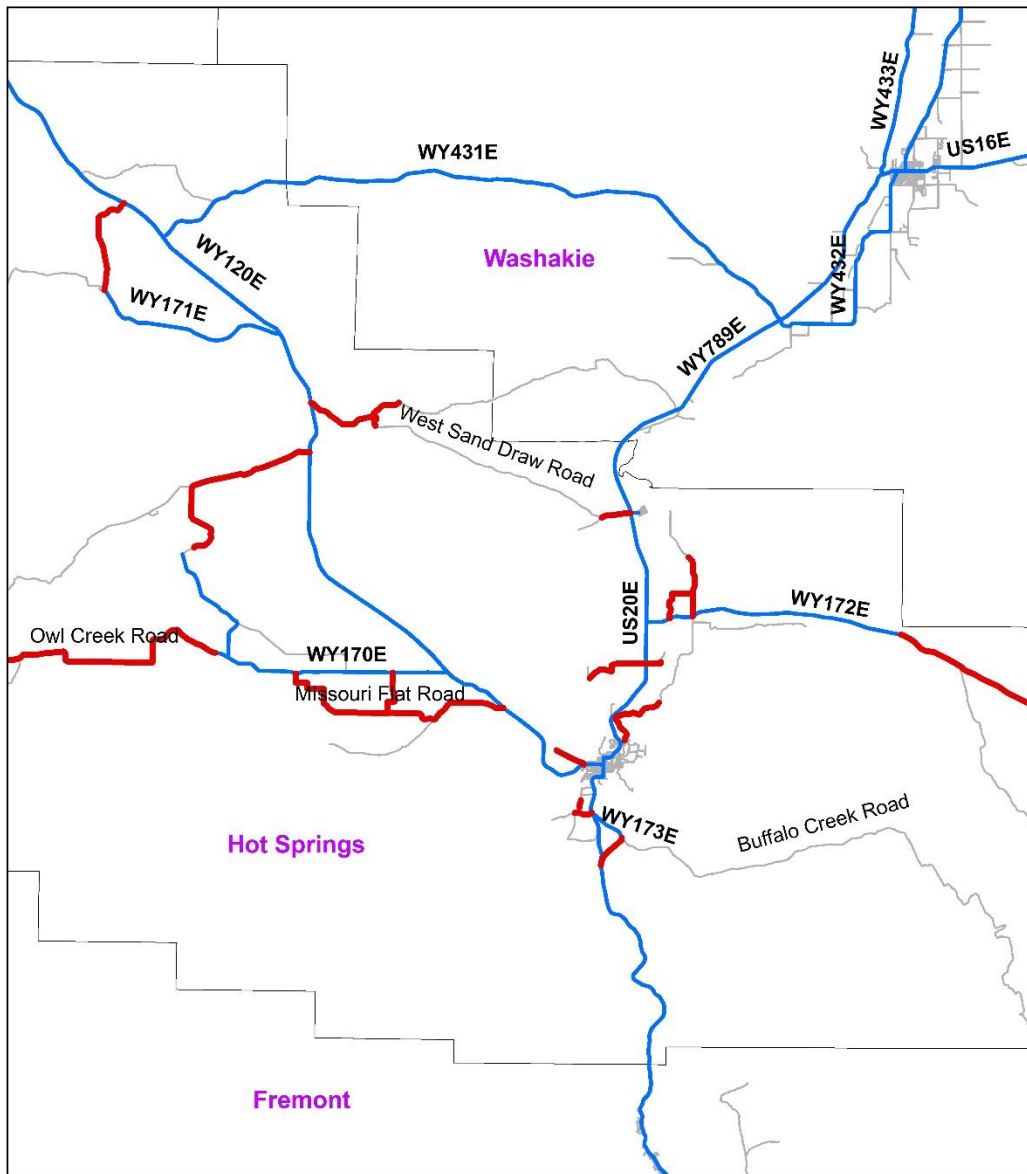 WY433E
US16E
WY431E
Washakie
WY120E
WY432E
WY171E
WY789E
West Sand Draw Road
US20E
WY172E
Owl Creek Road
WY170E
Missouri Flat Road
WY173E
Buffalo Creek Road
Hot Springs
Fremont